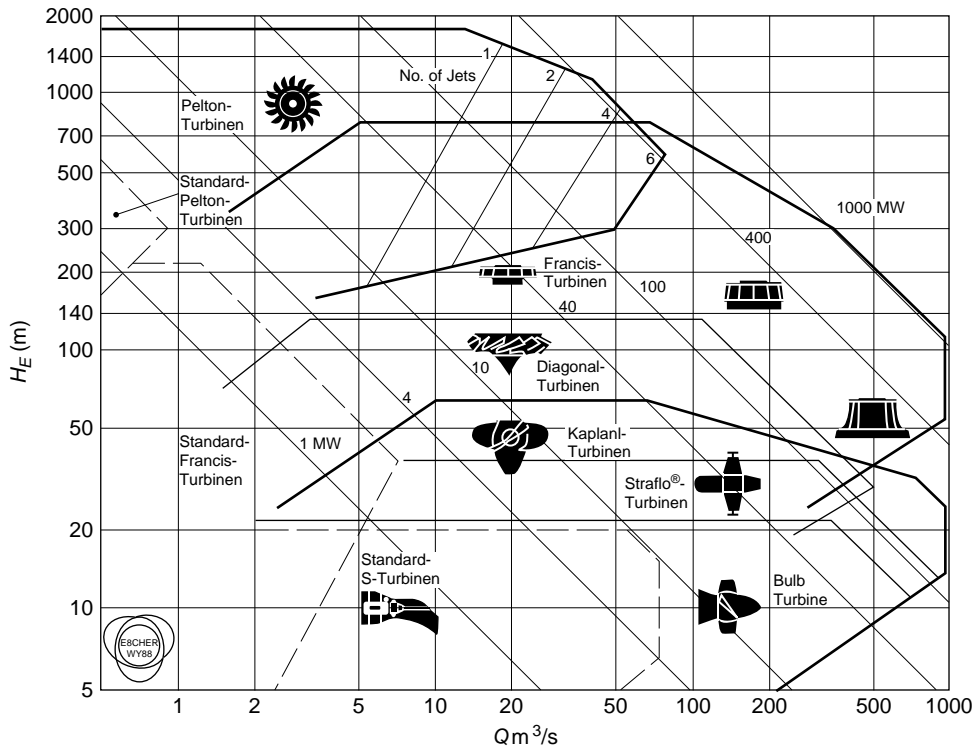 2000
1400
1000
700
500
300
200
140
100
50
20
10
5
H_E (m)
1
2
5
10
20
50
100
200
500
1000
Q m³/s
No. of Jets
1
2
4
6
Pelton-
Turbinen
Standard-
Pelton-
Turbinen
1000 MW
400
100
40
10
4
1 MW
Francis-
Turbinen
Diagonal-
Turbinen
Standard-
Francis-
Turbinen
Kaplanl-
Turbinen
Straflo®-
Turbinen
Standard-
S-Turbinen
Bulb
Turbine
E8CHER
WY88